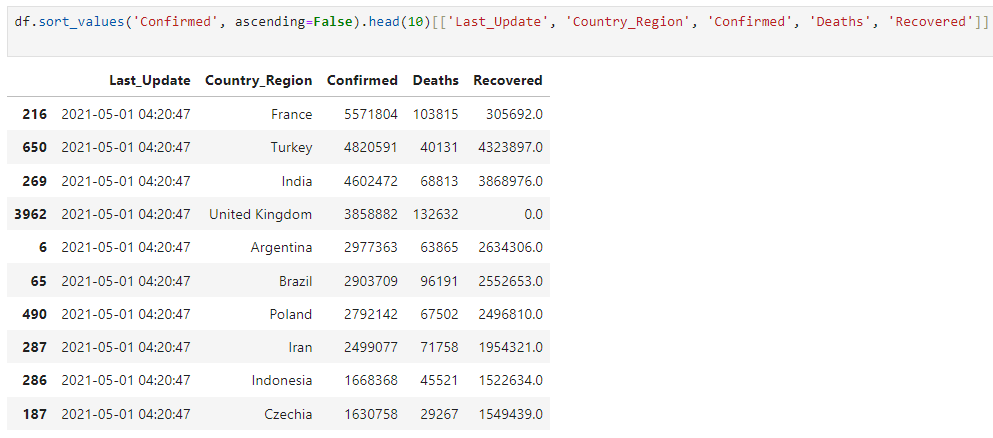 df.sort_values('Confirmed', ascending=False).head(10)[['Last_Update', 'Country_Region', 'Confirmed', 'Deaths', 'Recovered']]
Last_Update Country_Region Confirmed Deaths Recovered
216 2021-05-01 04:20:47 France 5571804 103815 305692.0
650 2021-05-01 04:20:47 Turkey 4820591 40131 4323897.0
269 2021-05-01 04:20:47 India 4602472 68813 3868976.0
3962 2021-05-01 04:20:47 United Kingdom 3858882 132632 0.0
6 2021-05-01 04:20:47 Argentina 2977363 63865 2634306.0
65 2021-05-01 04:20:47 Brazil 2903709 96191 2552653.0
490 2021-05-01 04:20:47 Poland 2792142 67502 2496810.0
287 2021-05-01 04:20:47 Iran 2499077 71758 1954321.0
286 2021-05-01 04:20:47 Indonesia 1668368 45521 1522634.0
187 2021-05-01 04:20:47 Czechia 1630758 29267 1549439.0